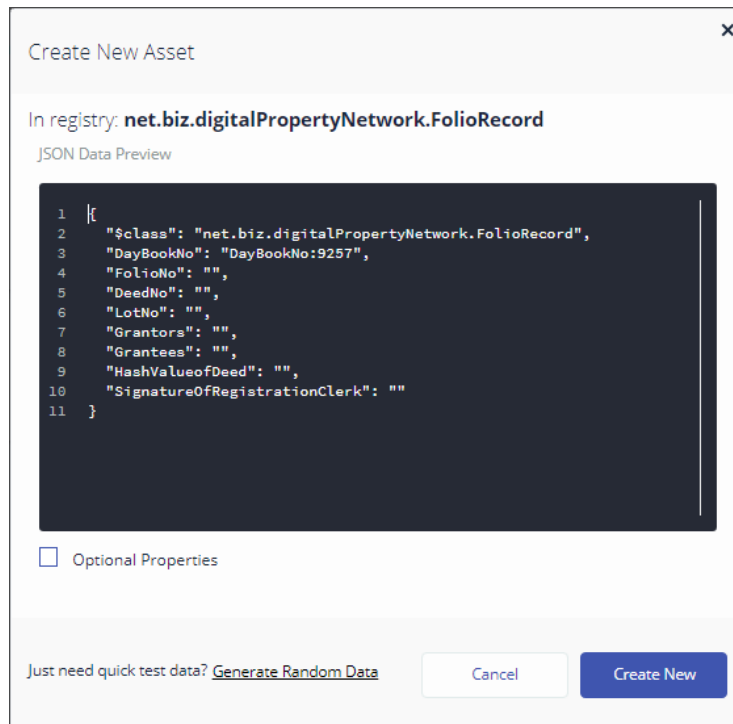 Create New Asset
In registry: net.biz.digitalPropertyNetwork.FolioRecord
JSON Data Preview
1 {
2 "$class": "net.biz.digitalPropertyNetwork.FolioRecord",
3 "DayBookNo": "DayBookNo:9257",
4 "FolioNo": "",
5 "DeedNo": "",
6 "LotNo": "",
7 "Grantors": "",
8 "Grantees": "",
9 "HashValueofDeed": "",
10 "SignatureOfRegistrationClerk": ""
11 }
Optional Properties
Just need quick test data? Generate Random Data
Cancel
Create New